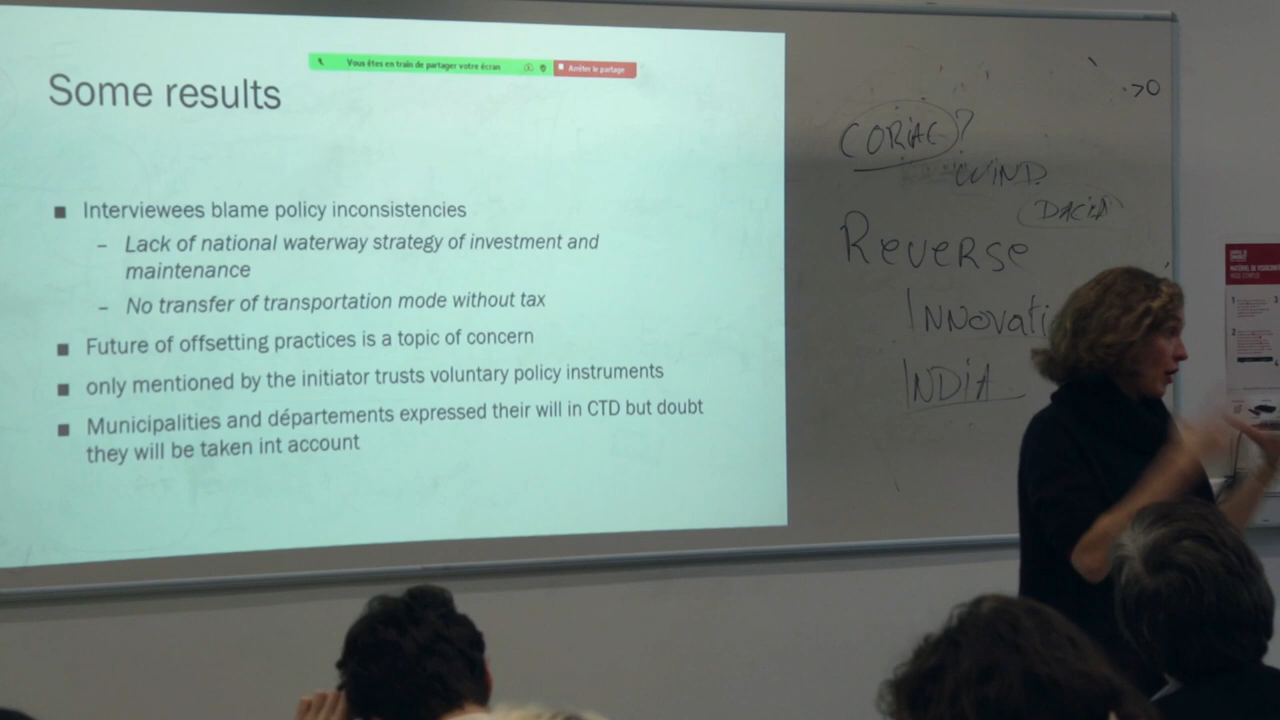 Vous êtes en train de partager votre écran
Arrêter le partage
Some results
Interviewees blame policy inconsistencies
– Lack of national waterway strategy of investment and
maintenance
– No transfer of transportation mode without tax
Future of offsetting practices is a topic of concern
only mentioned by the initiator trusts voluntary policy instruments
Municipalities and départements expressed their will in CTD but doubt
they will be taken int account
->0
CORIAC?
WIND
DACIA
Reverse
Innovati
INDIA